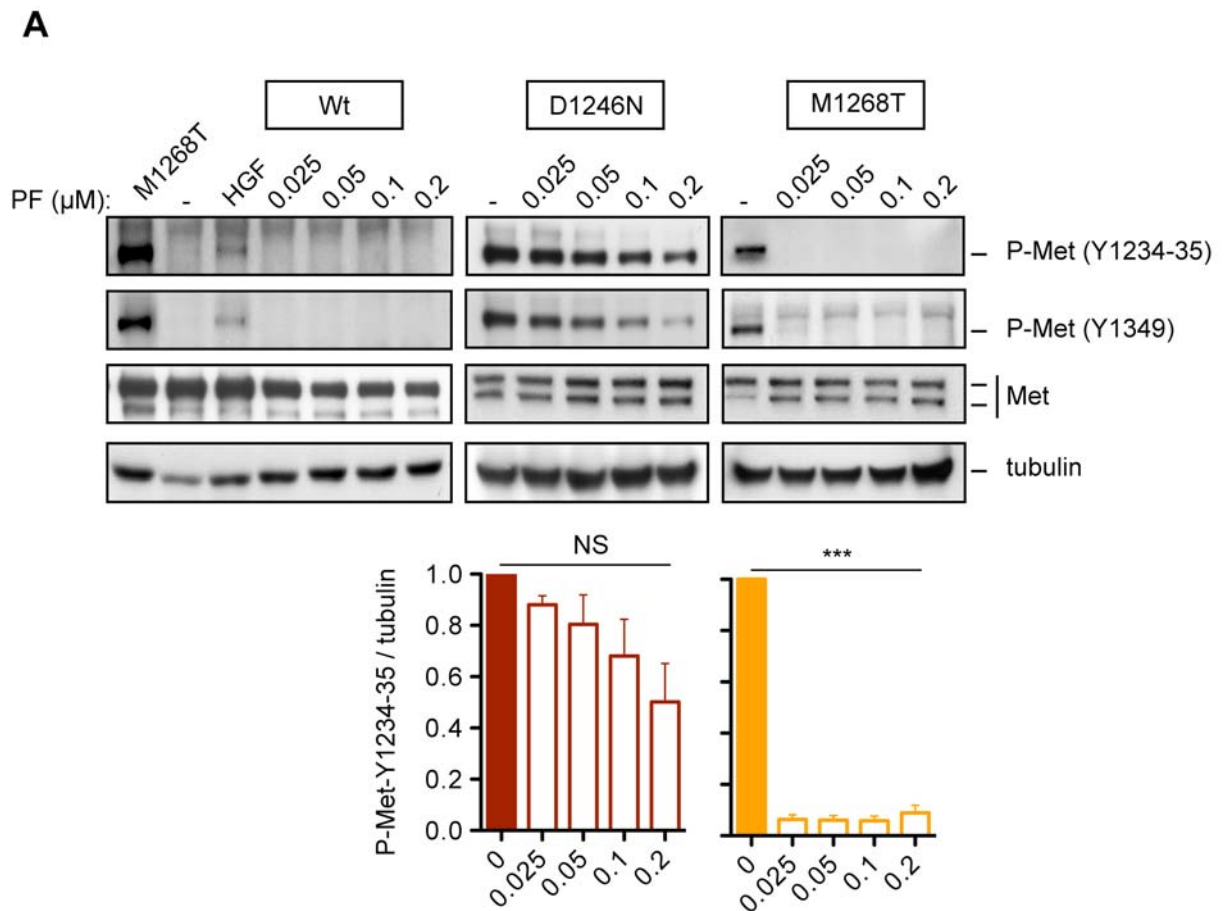 A
Wt D1246N M1268T
PF (µM): M1268T - HGF 0.025 0.05 0.1 0.2 - 0.025 0.05 0.1 0.2 - 0.025 0.05 0.1 0.2
P-Met (Y1234-35)
P-Met (Y1349)
Met
tubulin
NS ***
P-Met-Y1234-35 / tubulin
1.0
0.8
0.6
0.4
0.2
0.0
0 0.025 0.05 0.1 0.2 0 0.025 0.05 0.1 0.2